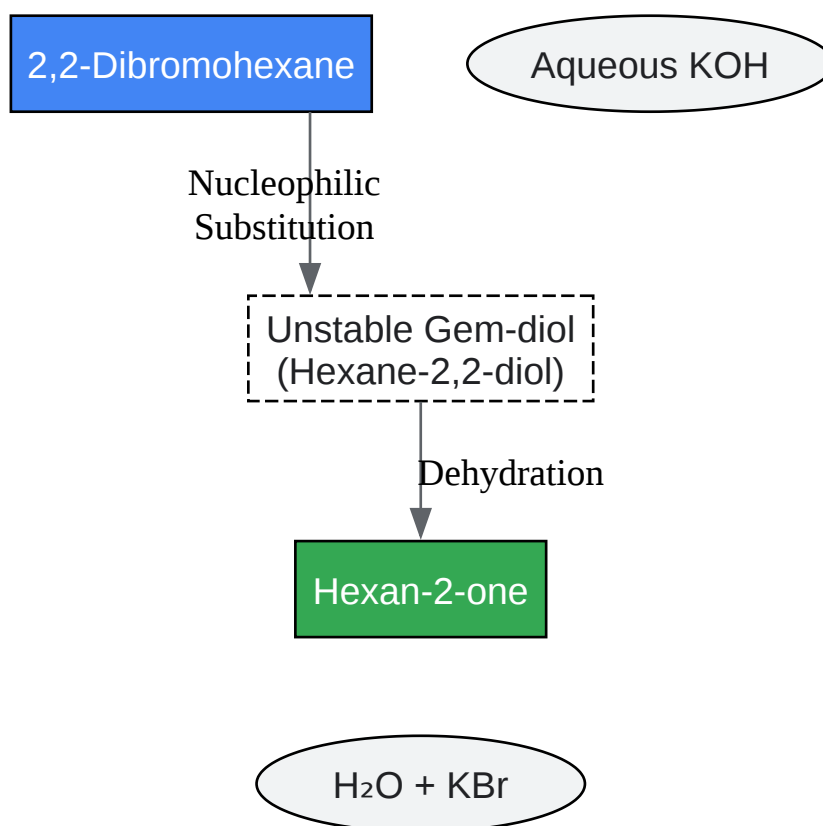 2,2-Dibromohexane
Aqueous KOH
Nucleophilic
Substitution
Unstable Gem-diol
(Hexane-2,2-diol)
Dehydration
Hexan-2-one
H₂O + KBr